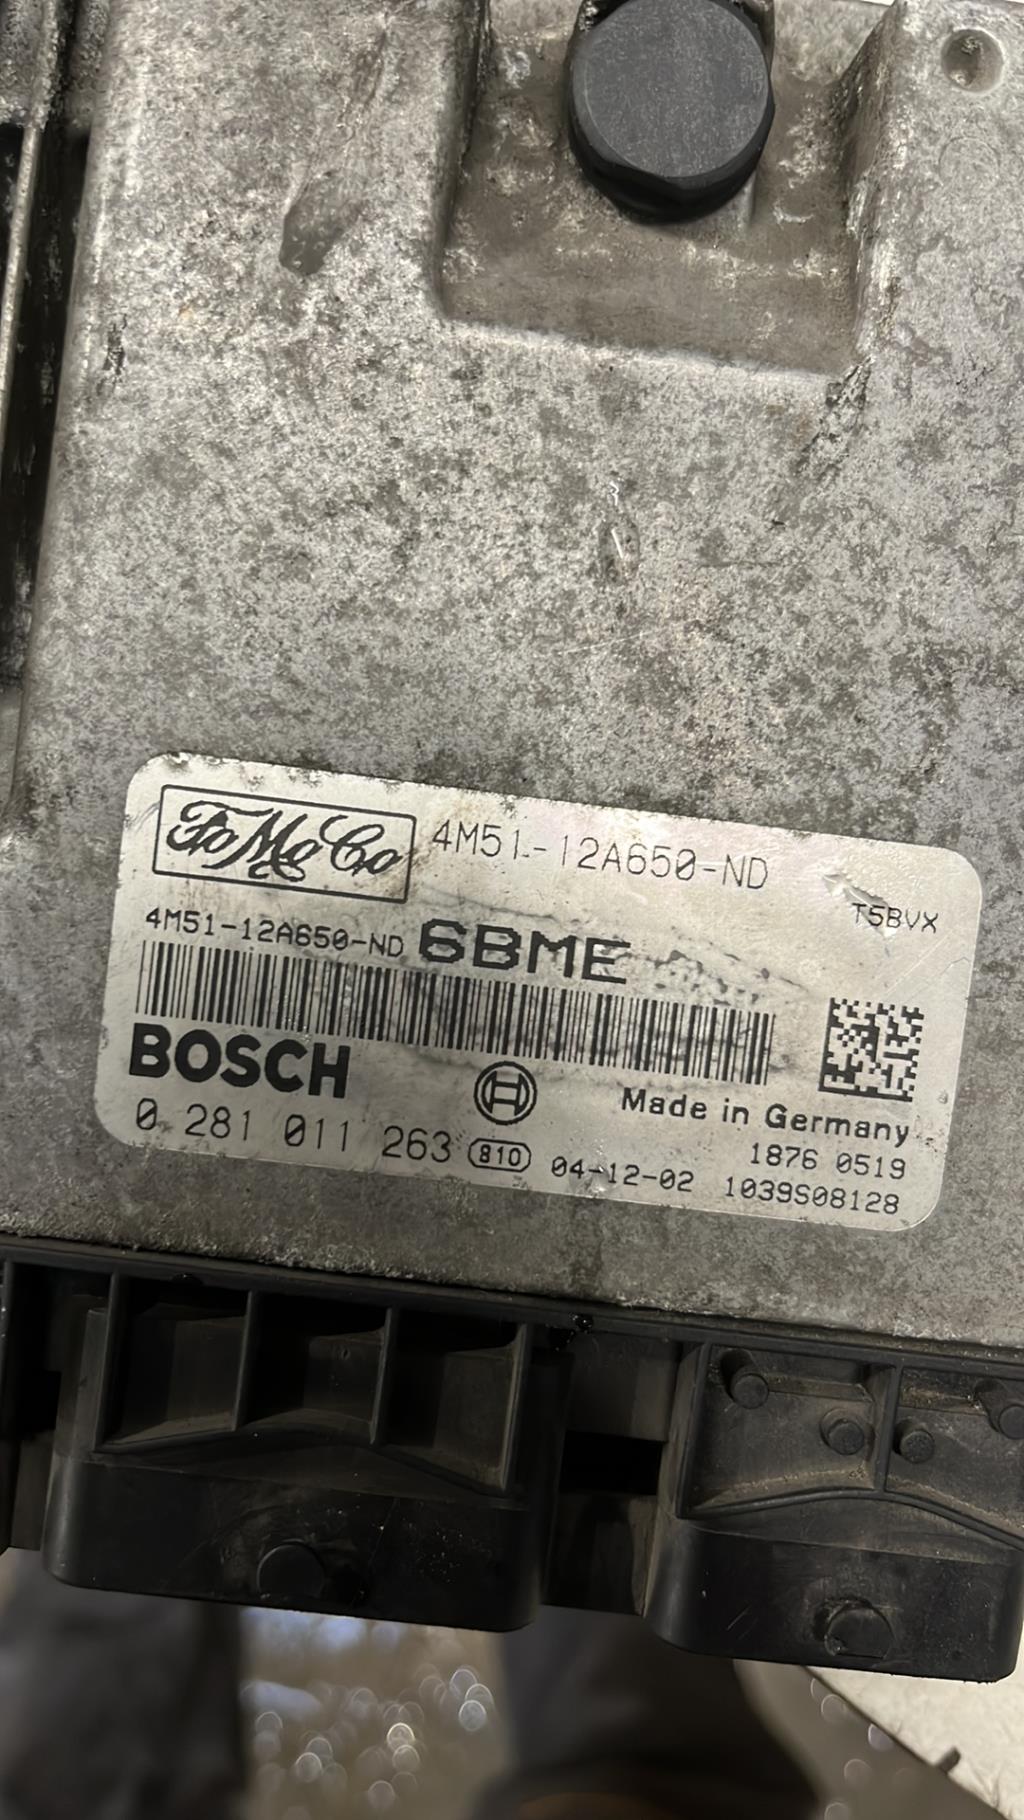 FoMoCo 4M51-12A650-ND
T5BVX
4M51-12A650-ND 6BME
BOSCH
Made in Germany
0 281 011 263 810 04-12-02
1876 0519
1039S08128